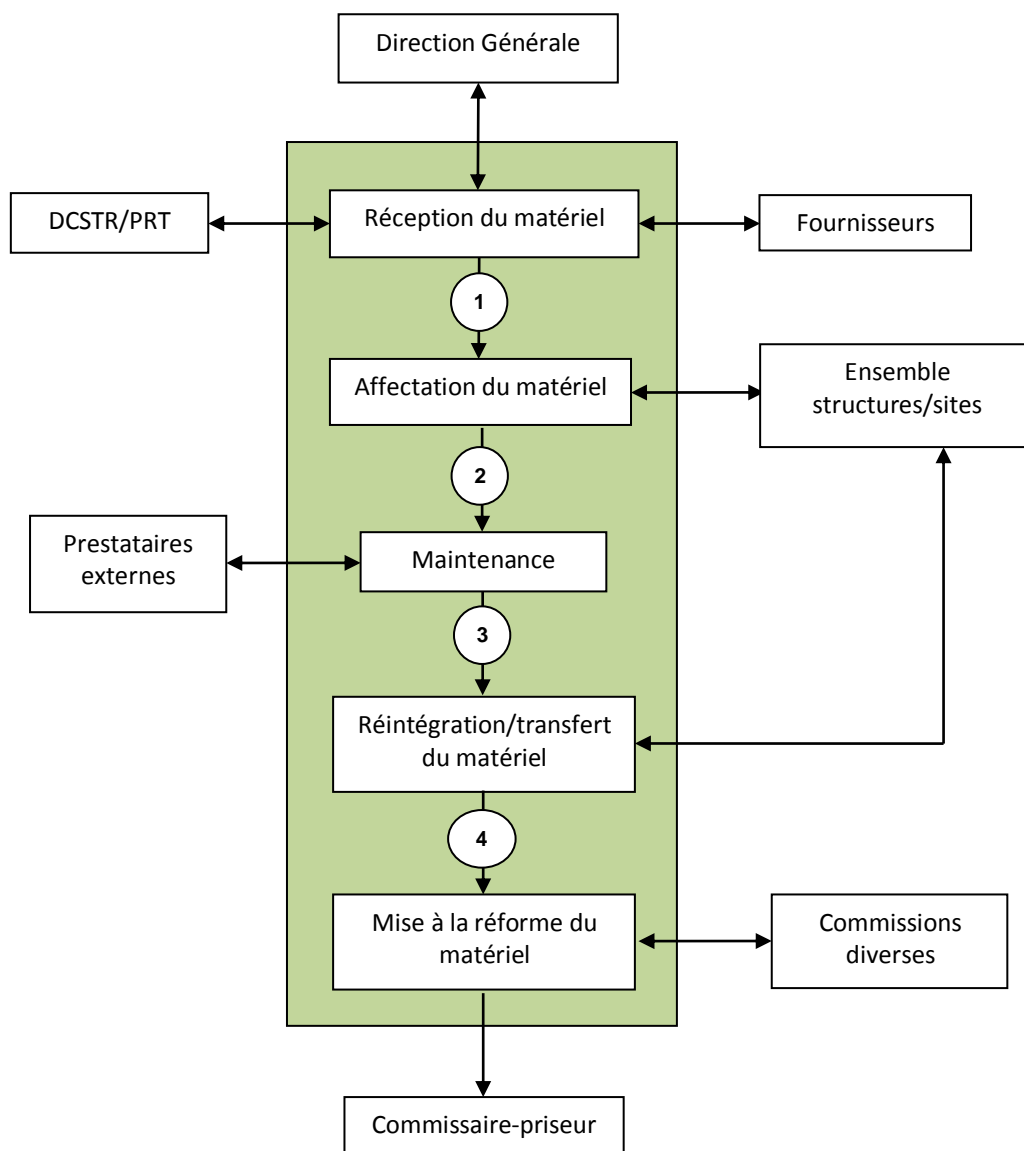 Direction Générale
DCSTR/PRT
Réception du matériel
Fournisseurs
1
Affectation du matériel
Ensemble
structures/sites
2
Prestataires
externes
Maintenance
3
Réintégration/transfert
du matériel
4
Mise à la réforme du
matériel
Commissions
diverses
Commissaire-priseur